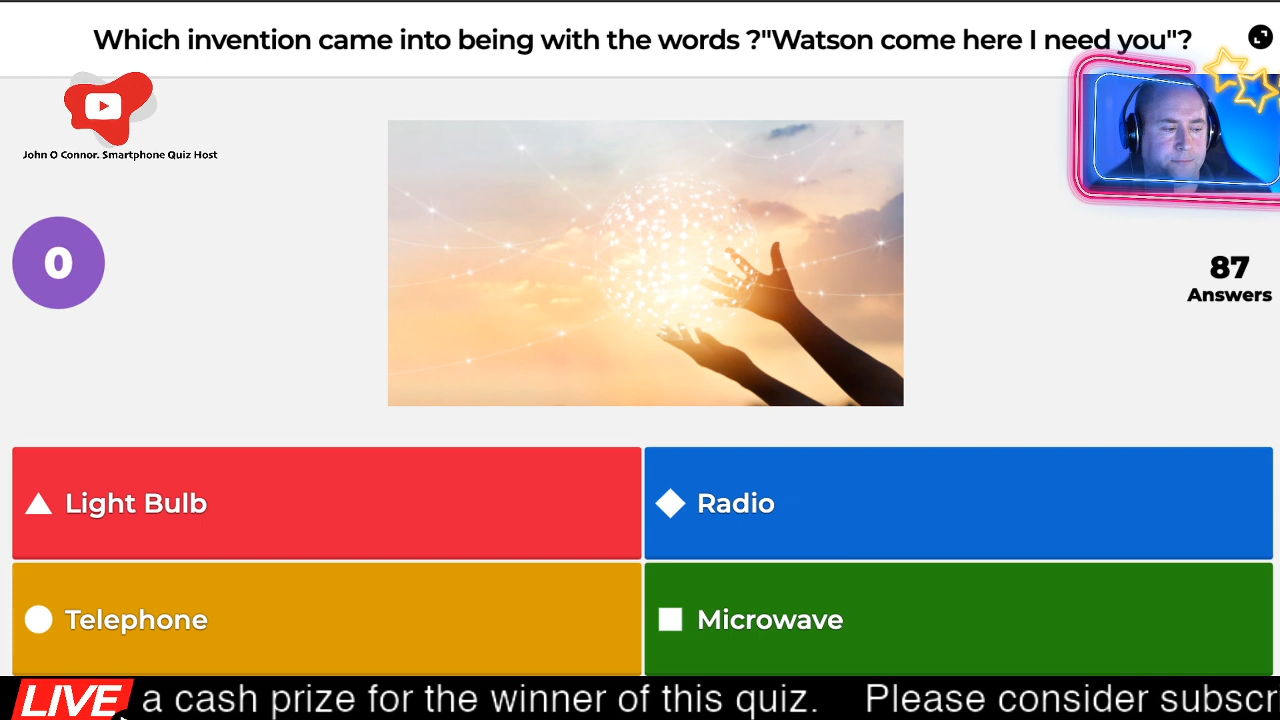 Which invention came into being with the words ?"Watson come here I need you"?
John O Connor. Smartphone Quiz Host
0
87
Answers
Light Bulb
Radio
Telephone
Microwave
LIVE a cash prize for the winner of this quiz. Please consider subscr